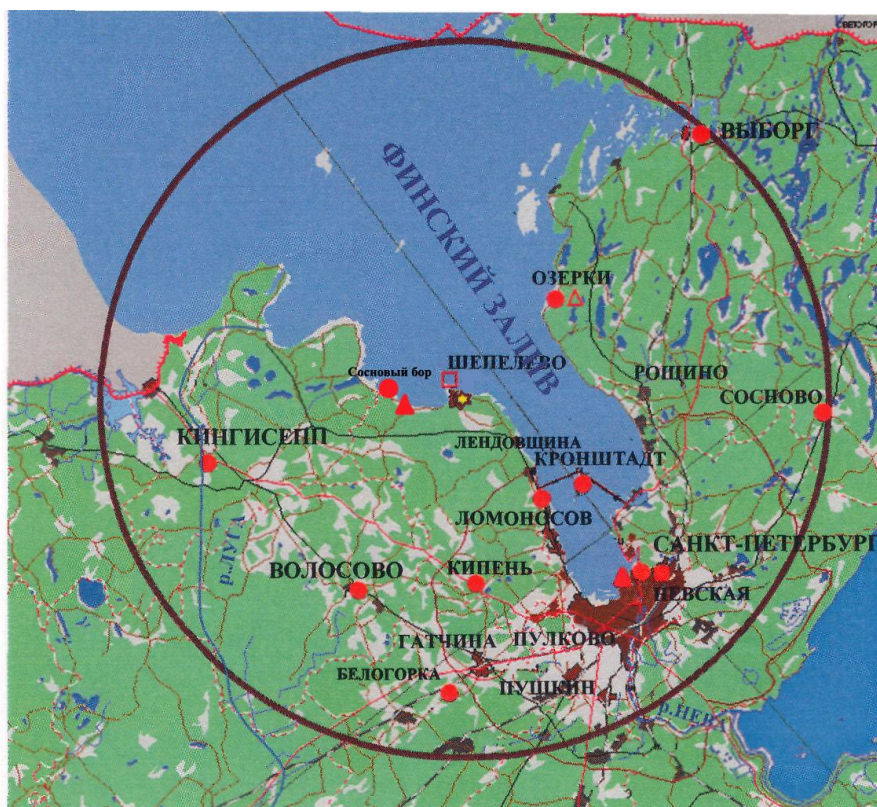 СВЕТОГОР
ВЫБОРГ
ФИНСКИЙ ЗАЛИВ
ОЗЕРКИ
ШЕПЕЛЕВО
Сосновый бор
РОЩИНО
СОСНОВО
КИНГИСЕПП
ЛЕНДОВЩИНА
КРОНШТАДТ
ЛОМОНОСОВ
р.ЛУГА
САНКТ-ПЕТЕРБУРГ
ВОЛОСОВО
КИПЕНЬ
НЕВСКАЯ
ГАТЧИНА
ПУЛКОВО
БЕЛОГОРКА
ПУШКИН
р.НЕВА